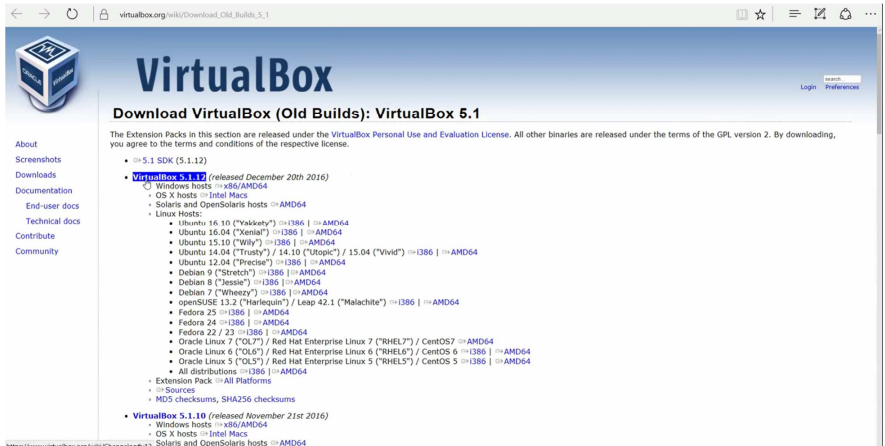 virtualbox.org/wiki/Download_Old_Builds_5_1
VirtualBox
search...
Login Preferences
Download VirtualBox (Old Builds): VirtualBox 5.1
The Extension Packs in this section are released under the VirtualBox Personal Use and Evaluation License. All other binaries are released under the terms of the GPL version 2. By downloading,
you agree to the terms and conditions of the respective license.
About
Screenshots
Downloads
Documentation
End-user docs
Technical docs
Contribute
Community
5.1 SDK (5.1.12)
VirtualBox 5.1.12 (released December 20th 2016)
Windows hosts x86/AMD64
OS X hosts Intel Macs
Solaris and OpenSolaris hosts AMD64
Linux Hosts:
Ubuntu 16.10 ("Yakkety") i386 | AMD64
Ubuntu 16.04 ("Xenial") i386 | AMD64
Ubuntu 15.10 ("Wily") i386 | AMD64
Ubuntu 14.04 ("Trusty") / 14.10 ("Utopic") / 15.04 ("Vivid") i386 | AMD64
Ubuntu 12.04 ("Precise") i386 | AMD64
Debian 9 ("Stretch") i386 | AMD64
Debian 8 ("Jessie") i386 | AMD64
Debian 7 ("Wheezy") i386 | AMD64
openSUSE 13.2 ("Harlequin") / Leap 42.1 ("Malachite") i386 | AMD64
Fedora 25 i386 | AMD64
Fedora 24 i386 | AMD64
Fedora 22 / 23 i386 | AMD64
Oracle Linux 7 ("OL7") / Red Hat Enterprise Linux 7 ("RHEL7") / CentOS7 AMD64
Oracle Linux 6 ("OL6") / Red Hat Enterprise Linux 6 ("RHEL6") / CentOS 6 i386 | AMD64
Oracle Linux 5 ("OL5") / Red Hat Enterprise Linux 5 ("RHEL5") / CentOS 5 i386 | AMD64
All distributions i386 | AMD64
Extension Pack All Platforms
Sources
MD5 checksums, SHA256 checksums
VirtualBox 5.1.10 (released November 21st 2016)
Windows hosts x86/AMD64
OS X hosts Intel Macs
Solaris and OpenSolaris hosts AMD64